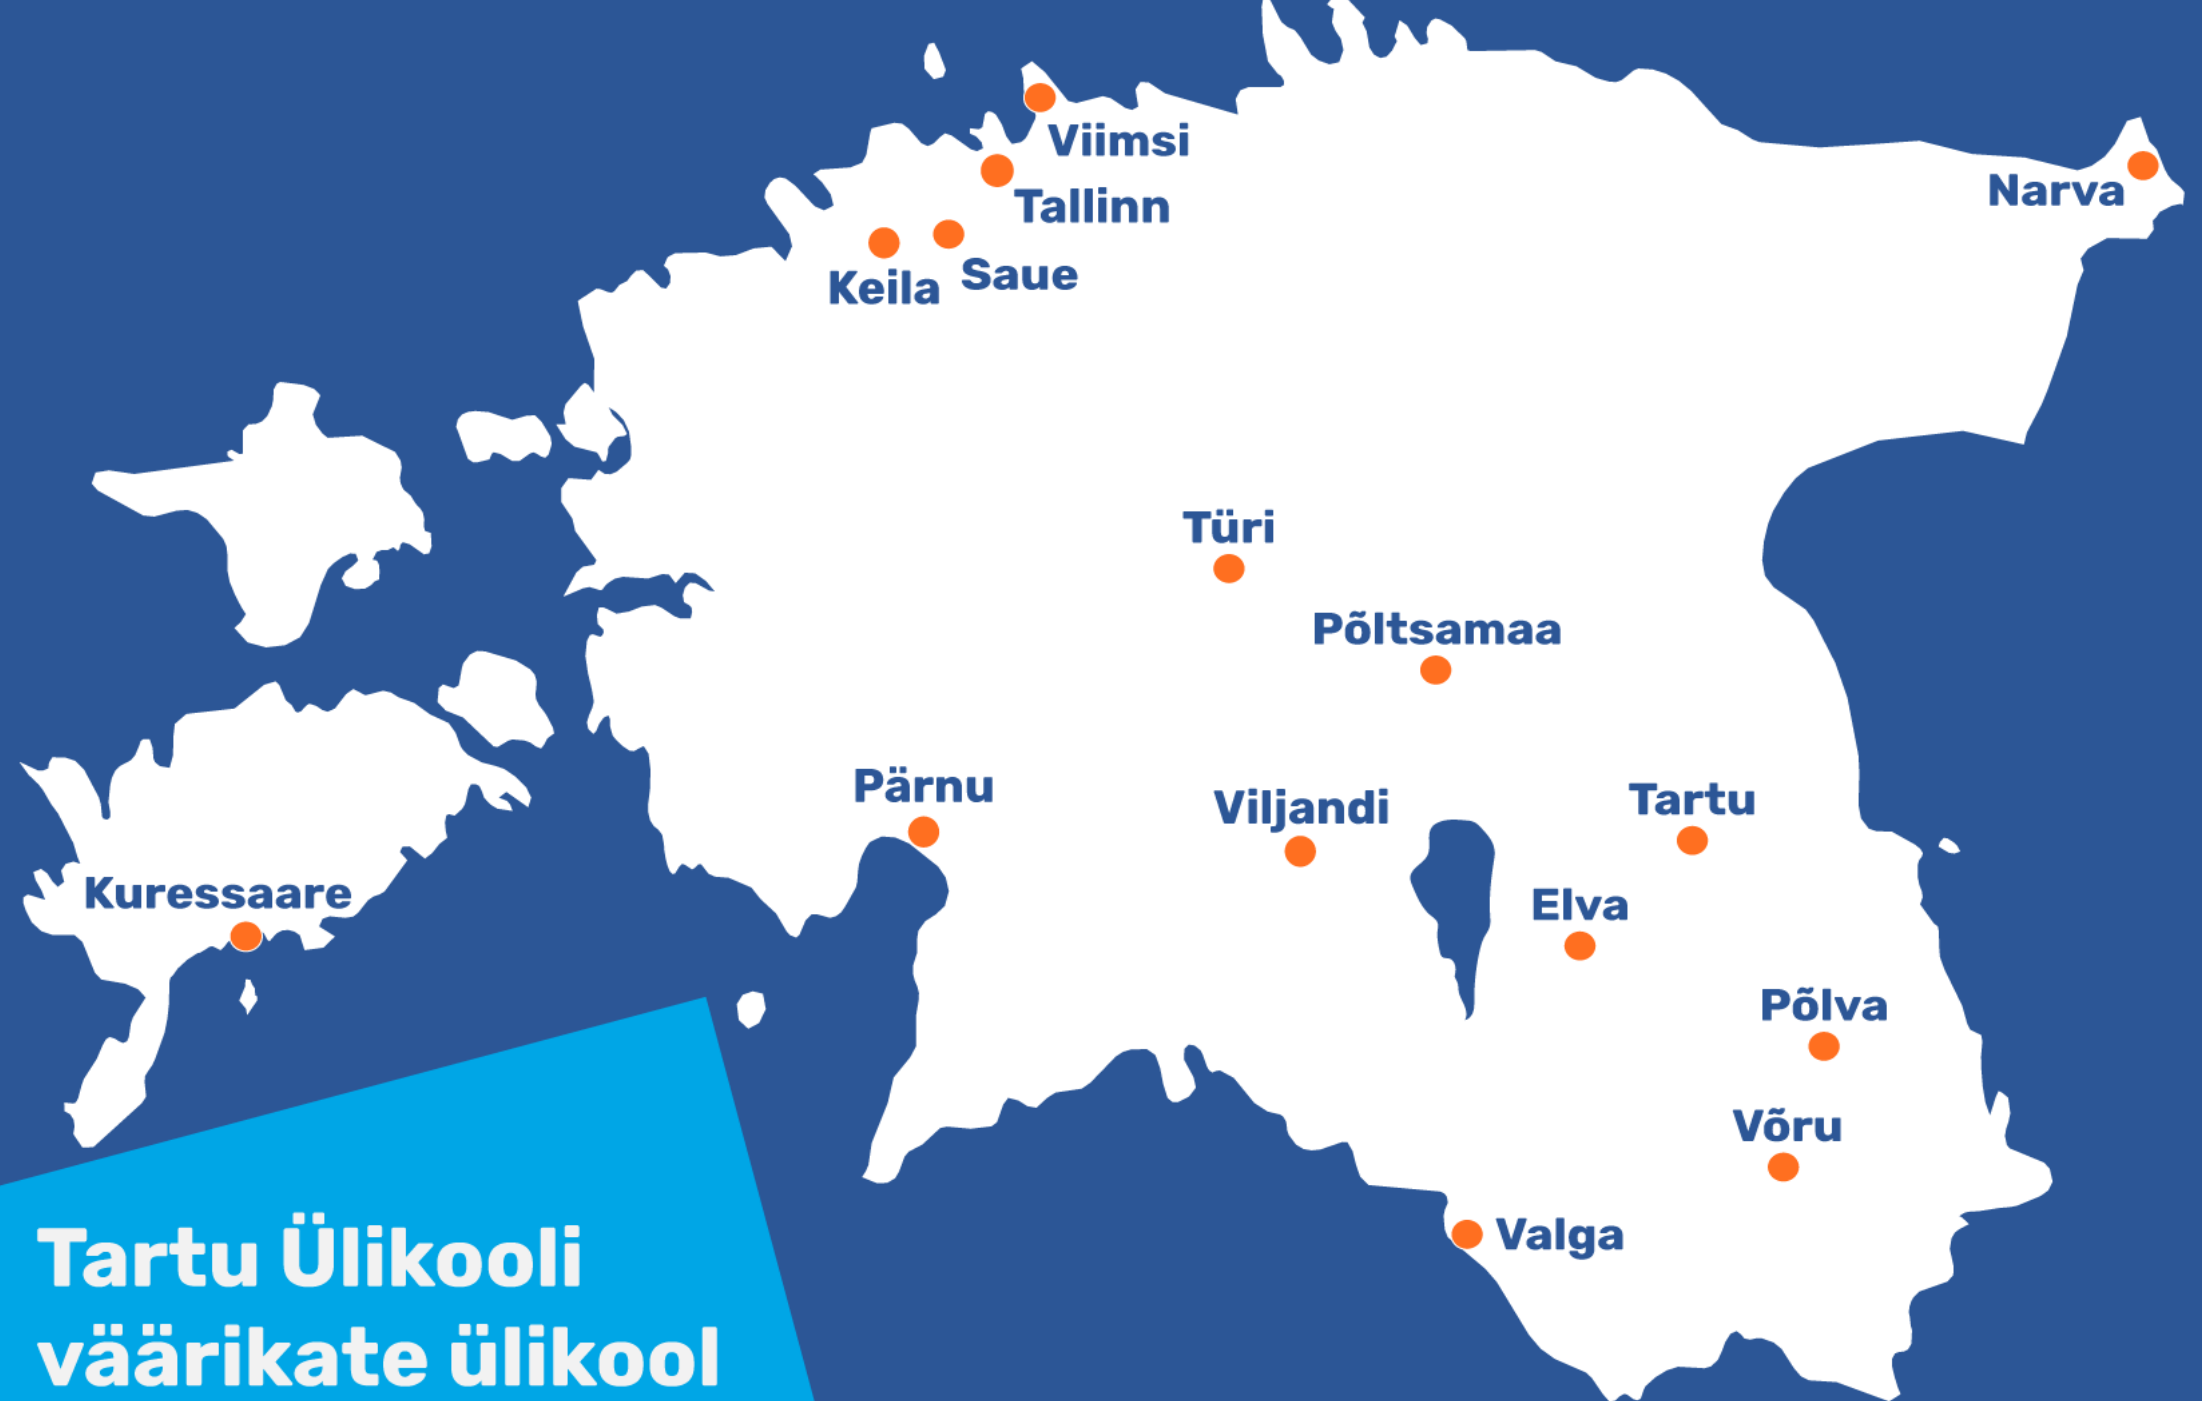 Viimsi
Tallinn
Narva
Keila
Saue
Türi
Põltsamaa
Pärnu
Viljandi
Tartu
Kuressaare
Elva
Põlva
Võru
Valga
Tartu Ülikooli
väärikate ülikool